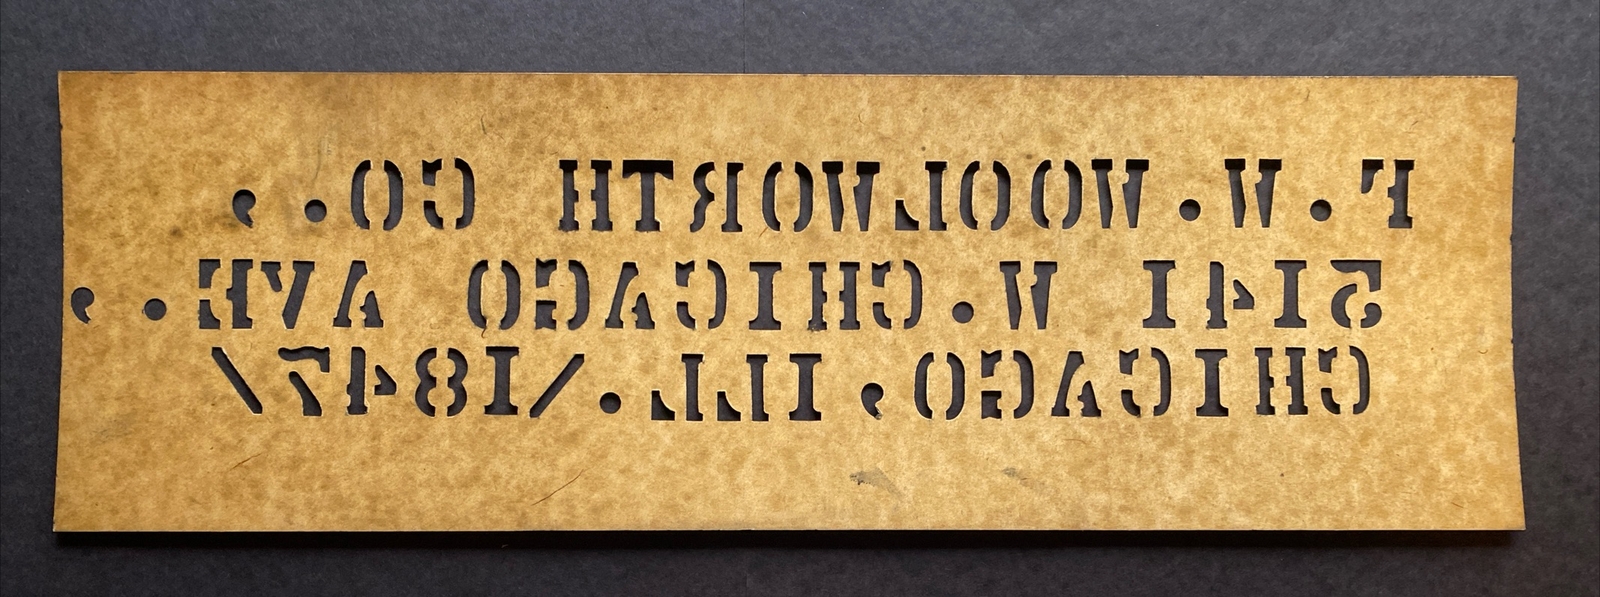 F.W.WOOLWORTH CO.,
5141 W.CHICAGO AVE.,
CHICAGO,ILL.\1847/